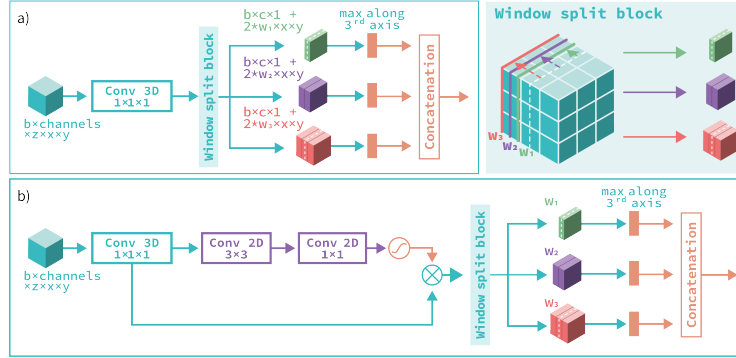 a)
b×channels
×z×x×y
Conv 3D
1×1×1
Window split block
b×c×1 +
2*w₁×x×y
b×c×1 +
2*w₂×x×y
b×c×1 +
2*w₃×x×y
max along
3rd axis
Concatenation
Window split block
W₃
W₂
W₁
b)
b×channels
×z×x×y
Conv 3D
1×1×1
Conv 2D
3×3
Conv 2D
1×1
Window split block
W₁
W₂
W₃
max along
3rd axis
Concatenation